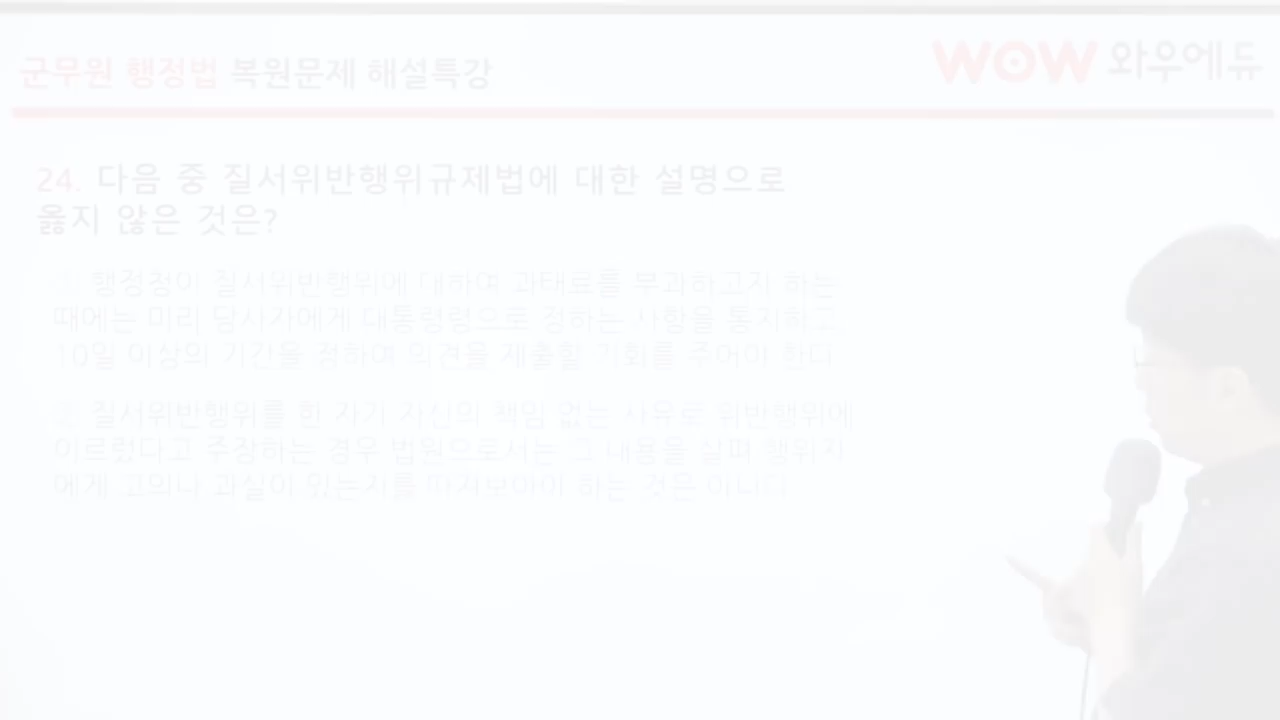 군무원 행정법 복원문제 해설특강
WOW 와우에듀
24. 다음 중 질서위반행위규제법에 대한 설명으로
옳지 않은 것은?
행정청이 질서위반행위에 대하여 과태료를 부과하고자 하는
때에는 미리 당사자에게 대통령령으로 정하는 사항을 통지하고,
10일 이상의 기간을 정하여 의견을 제출할 기회를 주어야 한다
② 질서위반행위를 한 자가 자신의 책임 없는 사유로 위반행위에
이르렀다고 주장하는 경우 법원으로서는 그 내용을 살펴 행위자
에게 고의나 과실이 있는지를 따져보아야 하는 것은 아니다